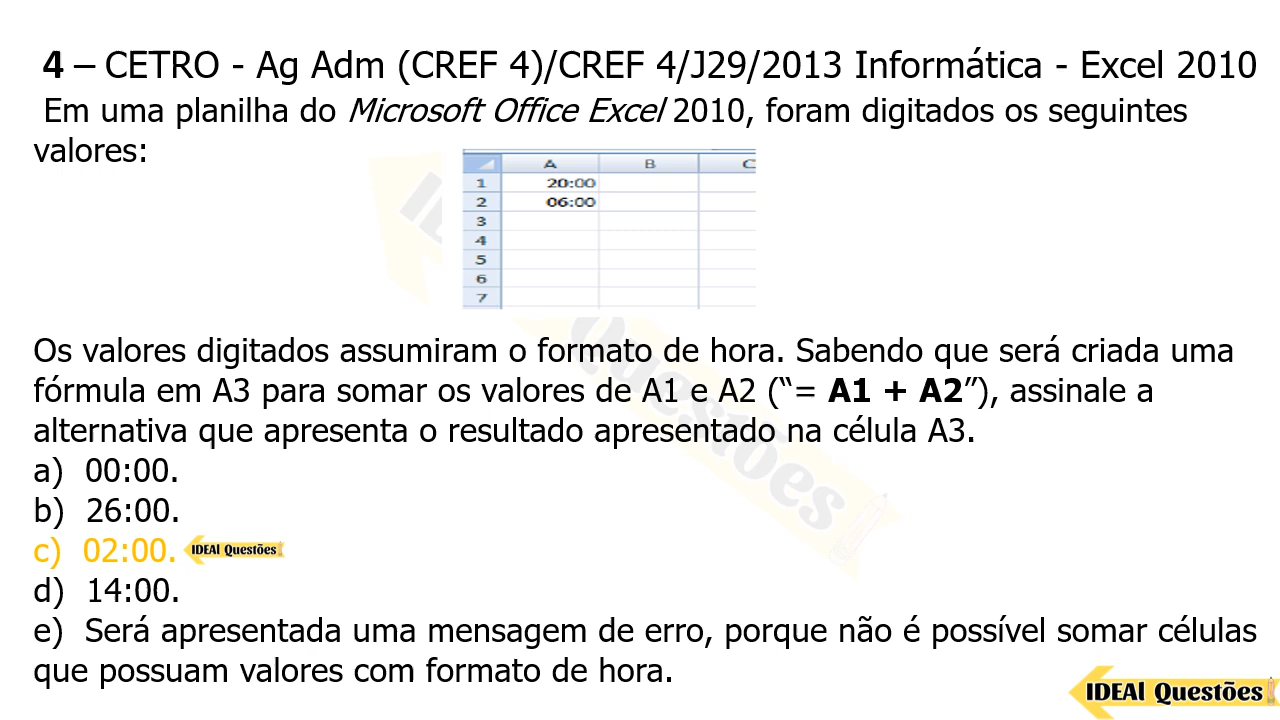 4 – CETRO - Ag Adm (CREF 4)/CREF 4/J29/2013 Informática - Excel 2010
Em uma planilha do Microsoft Office Excel 2010, foram digitados os seguintes
valores:
A B C
1 20:00
2 06:00
3
4
5
6
7
Os valores digitados assumiram o formato de hora. Sabendo que será criada uma
fórmula em A3 para somar os valores de A1 e A2 (“= A1 + A2”), assinale a
alternativa que apresenta o resultado apresentado na célula A3.
a) 00:00.
b) 26:00.
c) 02:00. IDEAl Questões
d) 14:00.
e) Será apresentada uma mensagem de erro, porque não é possível somar células
que possuam valores com formato de hora.
IDEAl Questões
Questões